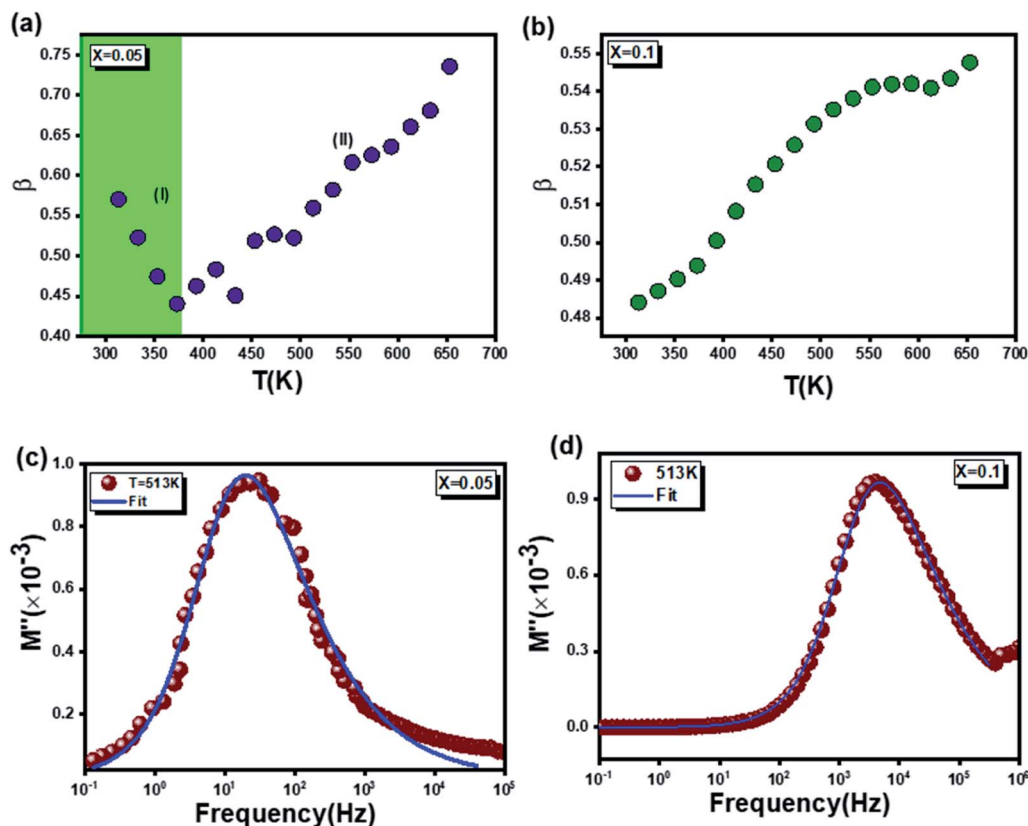 (a)
X=0.05
(I)
(II)
β
0.75
0.70
0.65
0.60
0.55
0.50
0.45
0.40
300 350 400 450 500 550 600 650 700
T(K)
(b)
X=0.1
β
0.55
0.54
0.53
0.52
0.51
0.50
0.49
0.48
300 350 400 450 500 550 600 650 700
T(K)
(c)
T=513K
Fit
X=0.05
M''(×10⁻³)
1.0
0.8
0.6
0.4
0.2
10⁻¹ 10⁰ 10¹ 10² 10³ 10⁴ 10⁵
Frequency(Hz)
(d)
513K
Fit
X=0.1
M''(×10⁻³)
0.9
0.6
0.3
0.0
10⁻¹ 10⁰ 10¹ 10² 10³ 10⁴ 10⁵ 10⁶
Frequency(Hz)